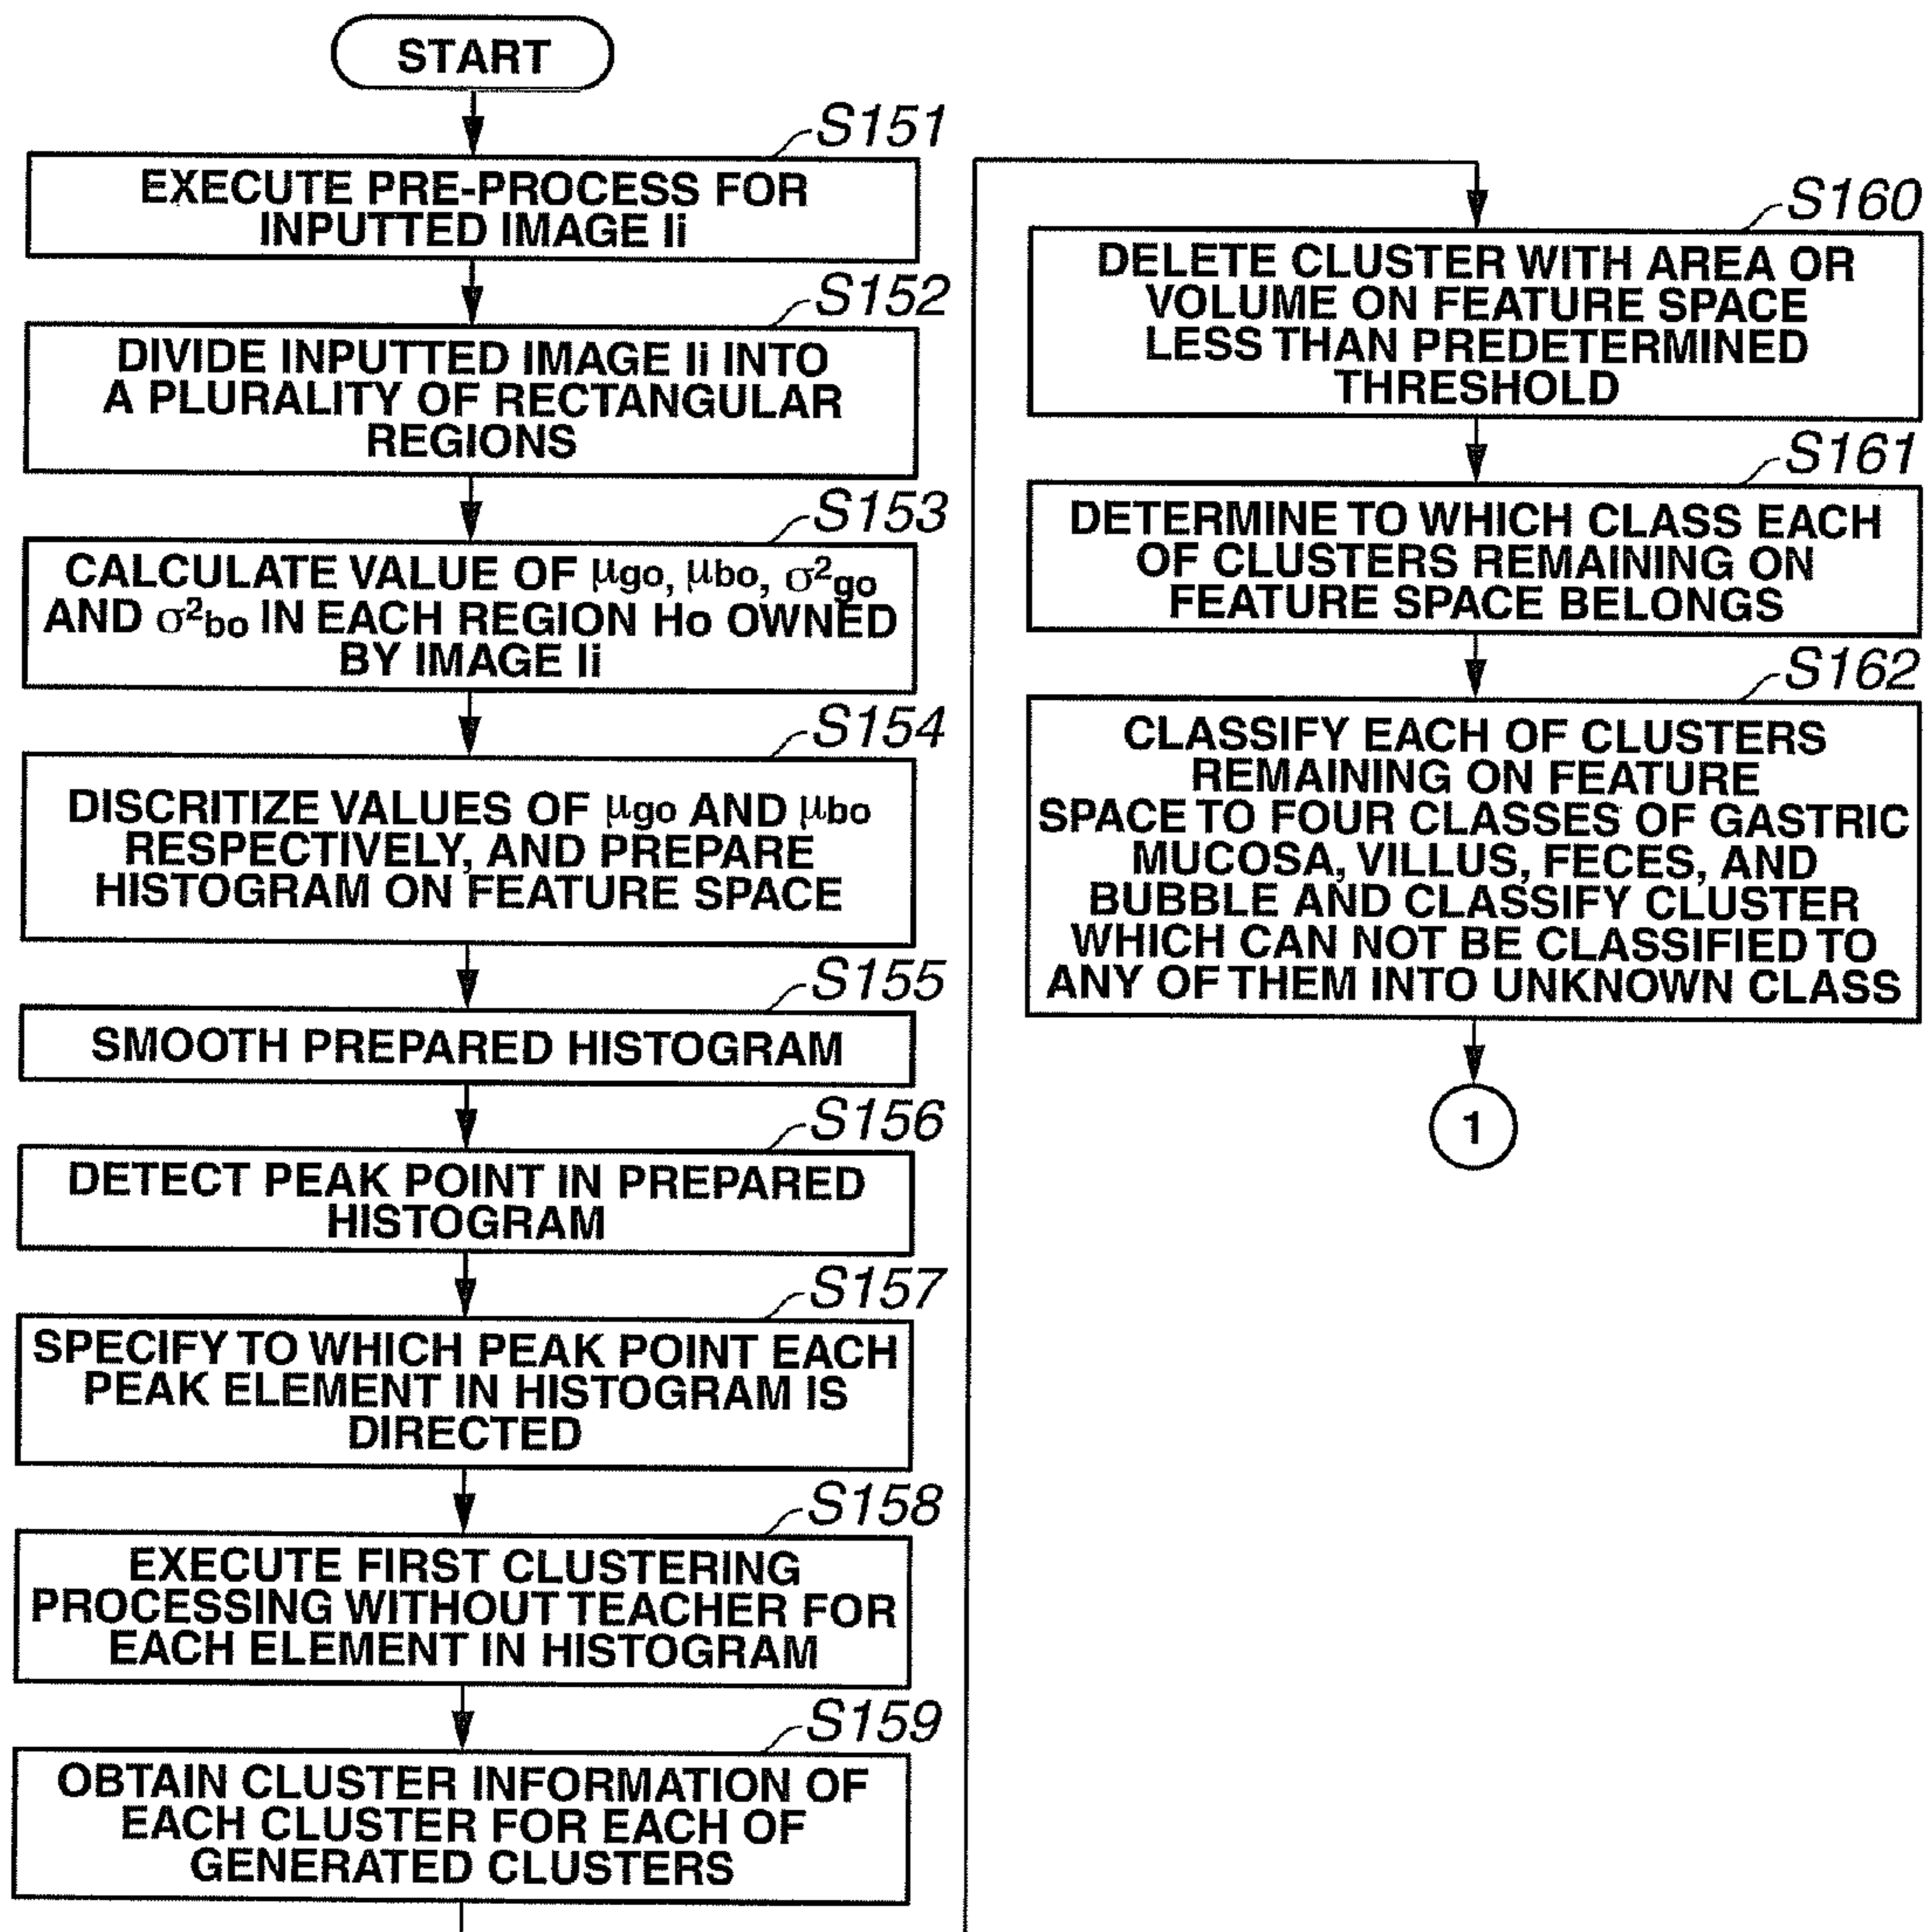 START
S151
EXECUTE PRE-PROCESS FOR
INPUTTED IMAGE Ii
S152
DIVIDE INPUTTED IMAGE Ii INTO
A PLURALITY OF RECTANGULAR
REGIONS
S153
CALCULATE VALUE OF μgo, μbo, σ²go
AND σ²bo IN EACH REGION Ho OWNED
BY IMAGE Ii
S154
DISCRITIZE VALUES OF μgo AND μbo
RESPECTIVELY, AND PREPARE
HISTOGRAM ON FEATURE SPACE
S155
SMOOTH PREPARED HISTOGRAM
S156
DETECT PEAK POINT IN PREPARED
HISTOGRAM
S157
SPECIFY TO WHICH PEAK POINT EACH
PEAK ELEMENT IN HISTOGRAM IS
DIRECTED
S158
EXECUTE FIRST CLUSTERING
PROCESSING WITHOUT TEACHER FOR
EACH ELEMENT IN HISTOGRAM
S159
OBTAIN CLUSTER INFORMATION OF
EACH CLUSTER FOR EACH OF
GENERATED CLUSTERS
S160
DELETE CLUSTER WITH AREA OR
VOLUME ON FEATURE SPACE
LESS THAN PREDETERMINED
THRESHOLD
S161
DETERMINE TO WHICH CLASS EACH
OF CLUSTERS REMAINING ON
FEATURE SPACE BELONGS
S162
CLASSIFY EACH OF CLUSTERS
REMAINING ON FEATURE
SPACE TO FOUR CLASSES OF GASTRIC
MUCOSA, VILLUS, FECES, AND
BUBBLE AND CLASSIFY CLUSTER
WHICH CAN NOT BE CLASSIFIED TO
ANY OF THEM INTO UNKNOWN CLASS
1